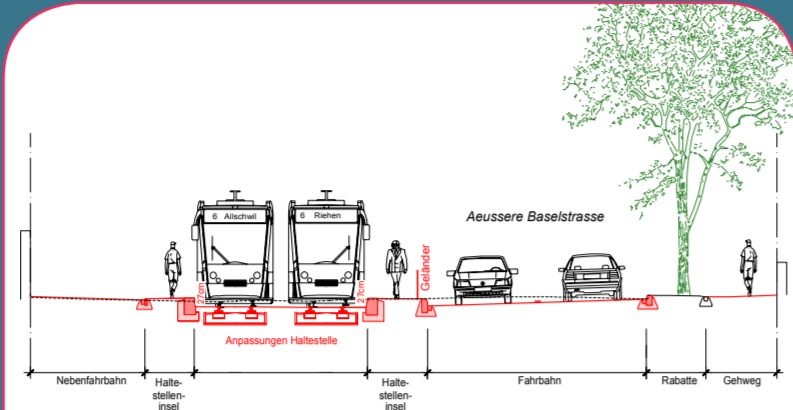 6 Allschwil
6 Riehen
Aeussere Baselstrasse
Geländer
27cm
27cm
Anpassungen Haltestelle
Nebenfahrbahn
Halte-
stellen-
insel
Halte-
stellen-
insel
Fahrbahn
Rabatte
Gehweg